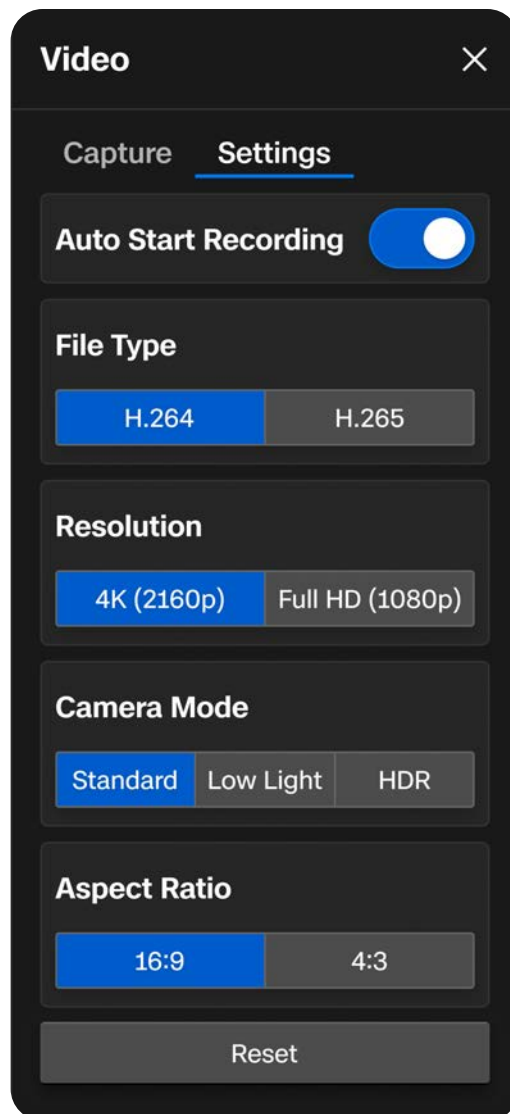 Video
Capture Settings
Auto Start Recording
File Type
H.264 H.265
Resolution
4K (2160p) Full HD (1080p)
Camera Mode
Standard Low Light HDR
Aspect Ratio
16:9 4:3
Reset